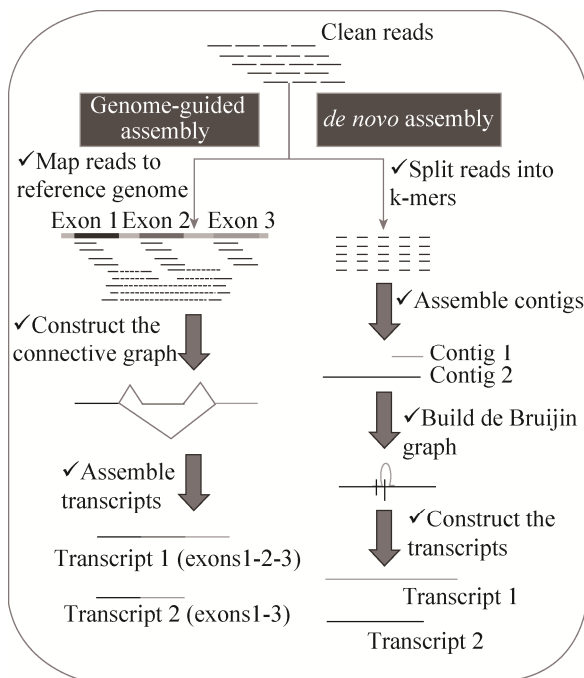 Clean reads
Genome-guided
assembly
de novo assembly
✓Map reads to
reference genome
Exon 1 Exon 2 Exon 3
✓Construct the
connective graph
✓Assemble
transcripts
Transcript 1 (exons1-2-3)
Transcript 2 (exons1-3)
✓Split reads into
k-mers
✓Assemble contigs
Contig 1
Contig 2
✓Build de Bruijin
graph
✓Construct the
transcripts
Transcript 1
Transcript 2